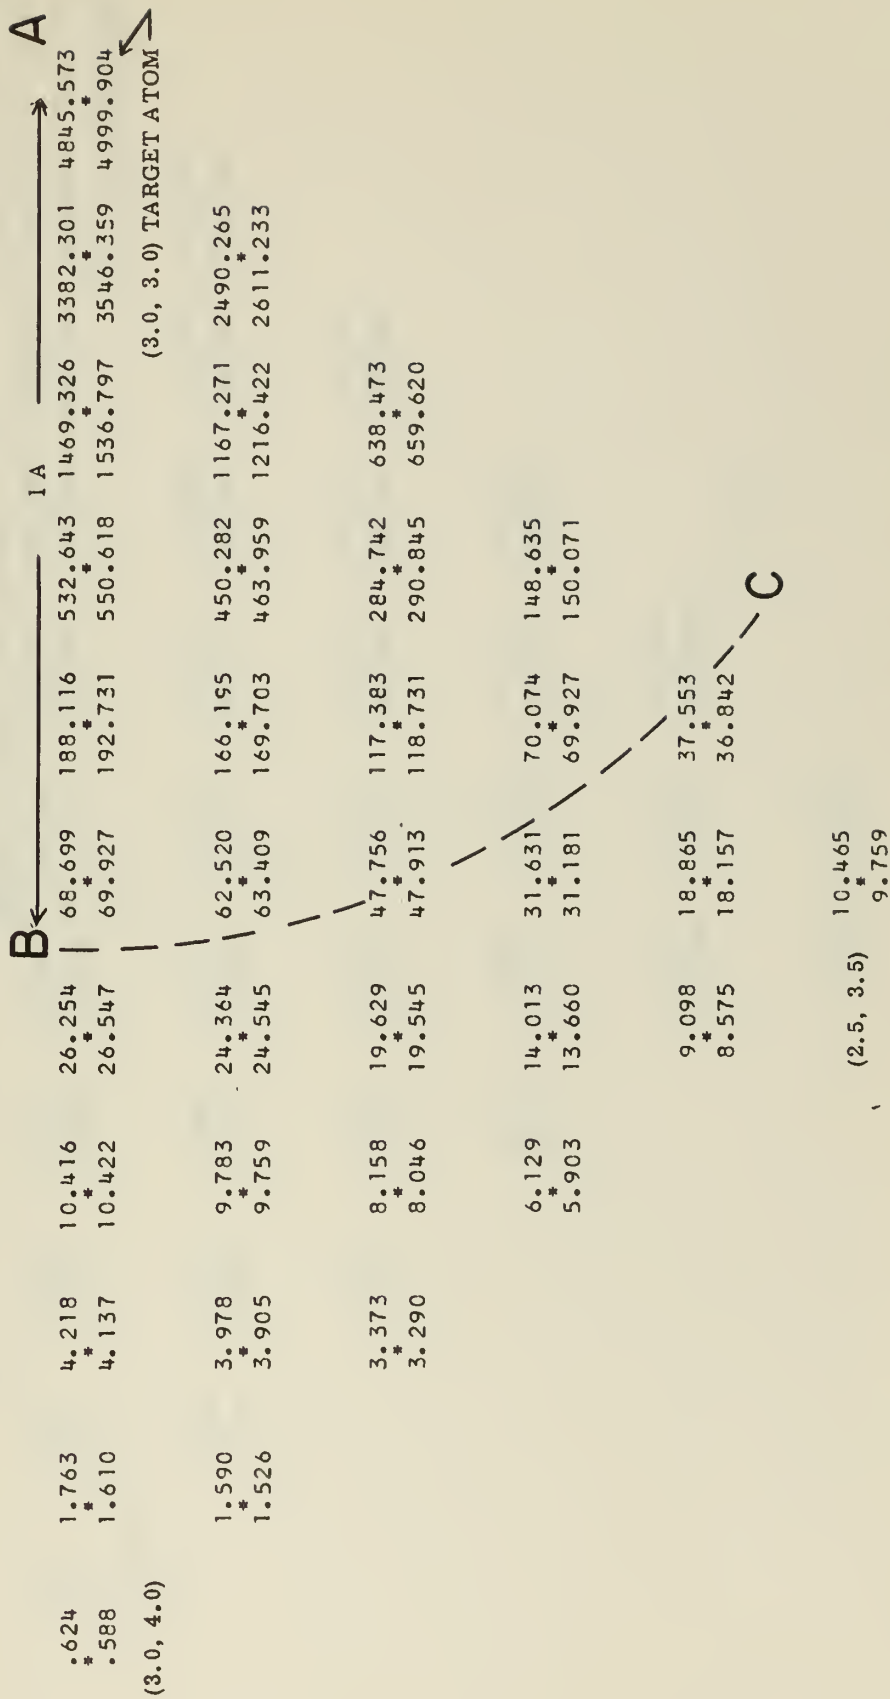 B 1 A A
.624 1.763 4.218 10.416 26.254 68.699 188.116 532.643 1469.326 3382.301 4845.573
* * * * * * * * * * *
.588 1.610 4.137 10.422 26.547 69.927 192.731 550.618 1536.797 3546.359 4999.904
(3.0, 4.0) (3.0, 3.0) TARGET ATOM
1.590 3.978 9.783 24.364 62.520 166.195 450.282 1167.271 2490.265
* * * * * * * * *
1.526 3.905 9.759 24.545 63.409 169.703 463.959 1216.422 2611.233
3.373 8.158 19.629 47.756 117.383 284.742 638.473
* * * * * * *
3.290 8.046 19.545 47.913 118.731 290.845 659.620
6.129 14.013 31.631 70.074 148.635
* * * * *
5.903 13.660 31.181 69.927 150.071
9.098 18.865 37.553
* * *
8.575 18.157 36.842
C
10.465
(2.5, 3.5) *
9.759